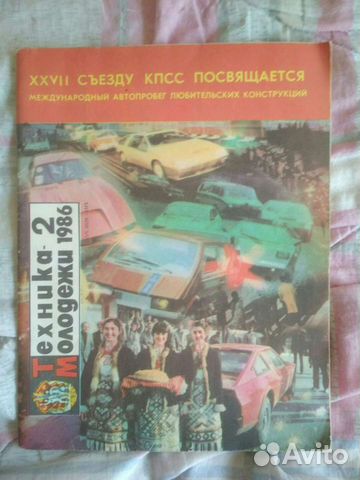 XXVII СЪЕЗДУ КПСС ПОСВЯЩАЕТСЯ
МЕЖДУНАРОДНЫЙ АВТОПРОБЕГ ЛЮБИТЕЛЬСКИХ КОНСТРУКЦИЙ
Техника - 2
Молодежи 1986
Avito